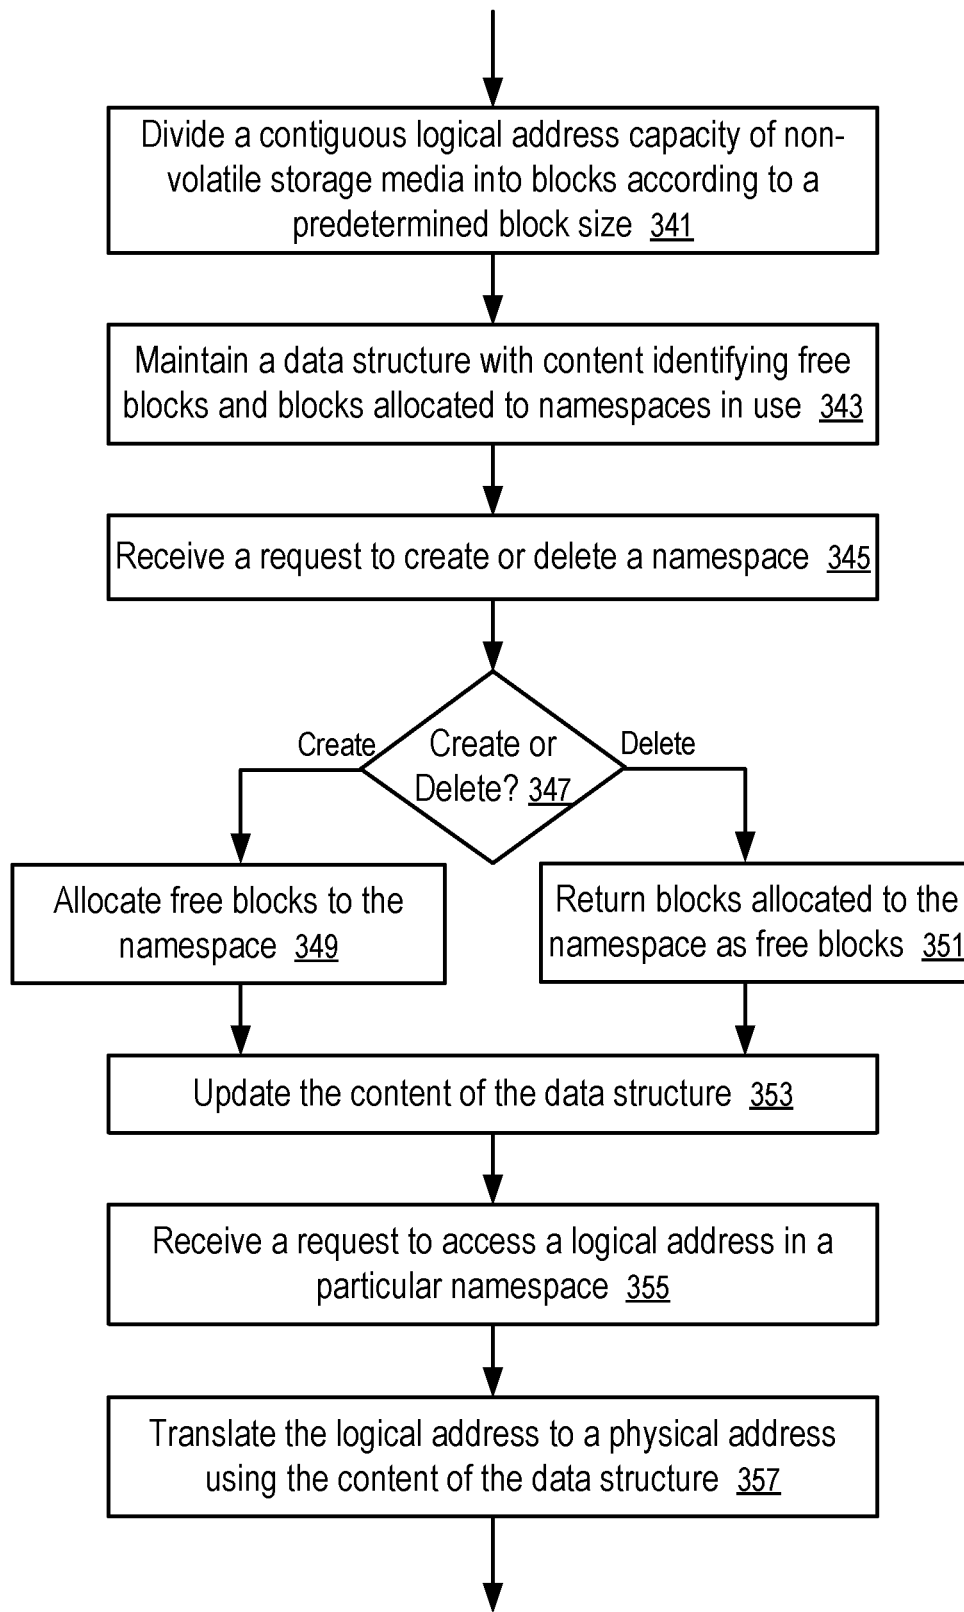 Divide a contiguous logical address capacity of non-
volatile storage media into blocks according to a
predetermined block size 341
Maintain a data structure with content identifying free
blocks and blocks allocated to namespaces in use 343
Receive a request to create or delete a namespace 345
Create
Create or
Delete? 347
Delete
Allocate free blocks to the
namespace 349
Return blocks allocated to the
namespace as free blocks 351
Update the content of the data structure 353
Receive a request to access a logical address in a
particular namespace 355
Translate the logical address to a physical address
using the content of the data structure 357